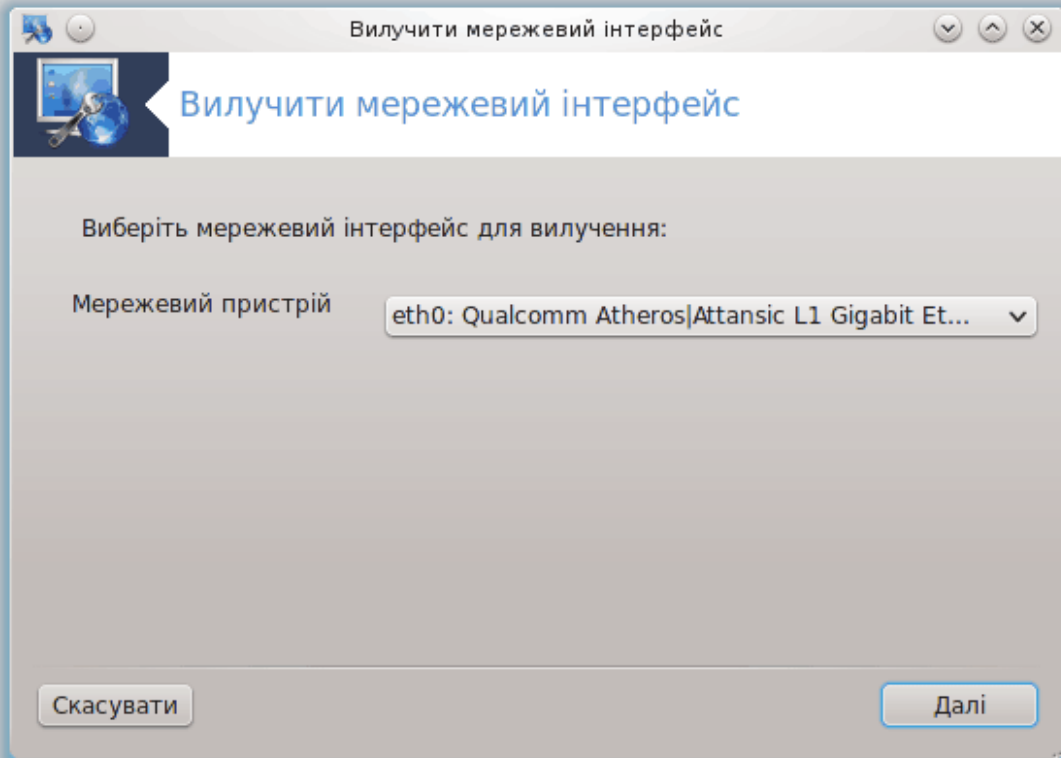 Вилучити мережевий інтерфейс
Вилучити мережевий інтерфейс
Виберіть мережевий інтерфейс для вилучення:
Мережевий пристрій
eth0: Qualcomm Atheros|Attansic L1 Gigabit Et...
Скасувати
Далі